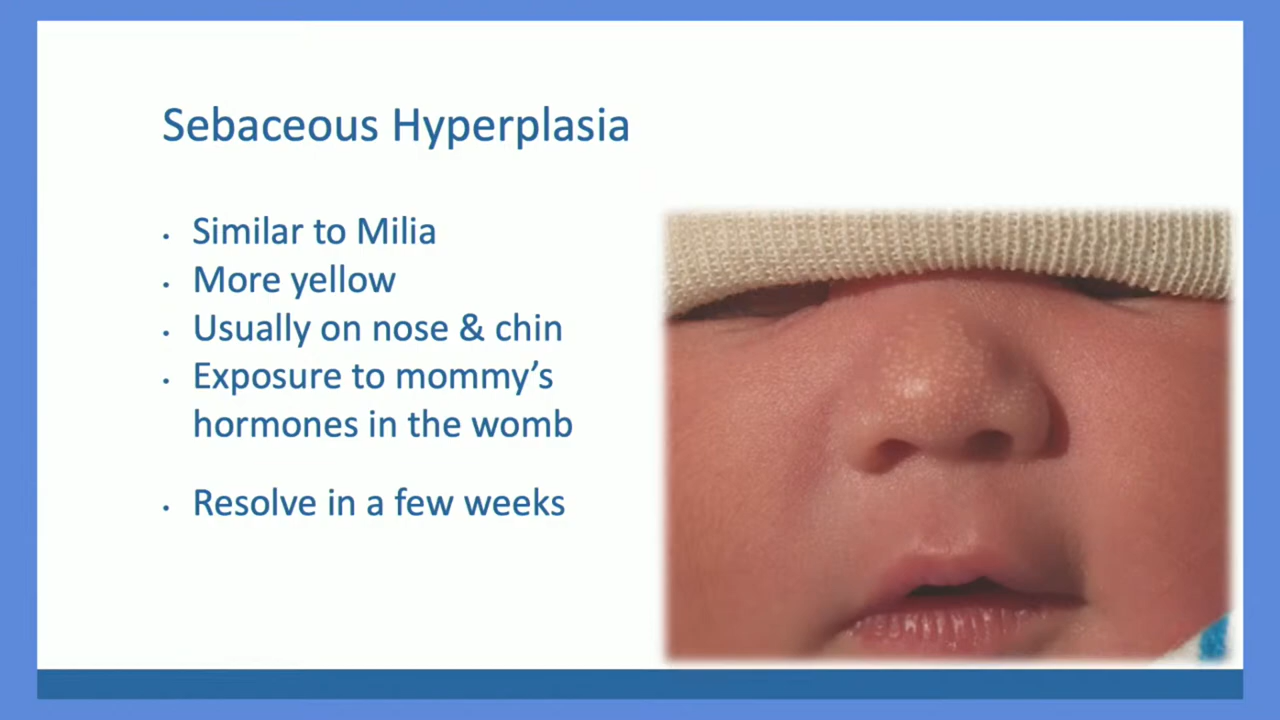 Sebaceous Hyperplasia
• Similar to Milia
• More yellow
• Usually on nose & chin
• Exposure to mommy’s
hormones in the womb
• Resolve in a few weeks